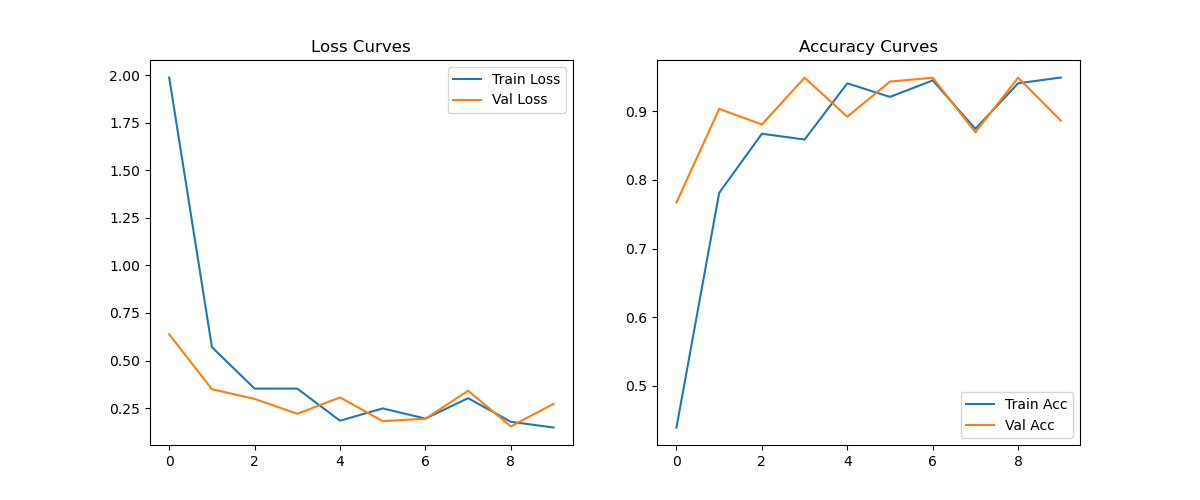 Loss Curves
Train Loss
Val Loss
2.00
1.75
1.50
1.25
1.00
0.75
0.50
0.25
0 2 4 6 8
Accuracy Curves
0.9
0.8
0.7
0.6
0.5
Train Acc
Val Acc
0 2 4 6 8